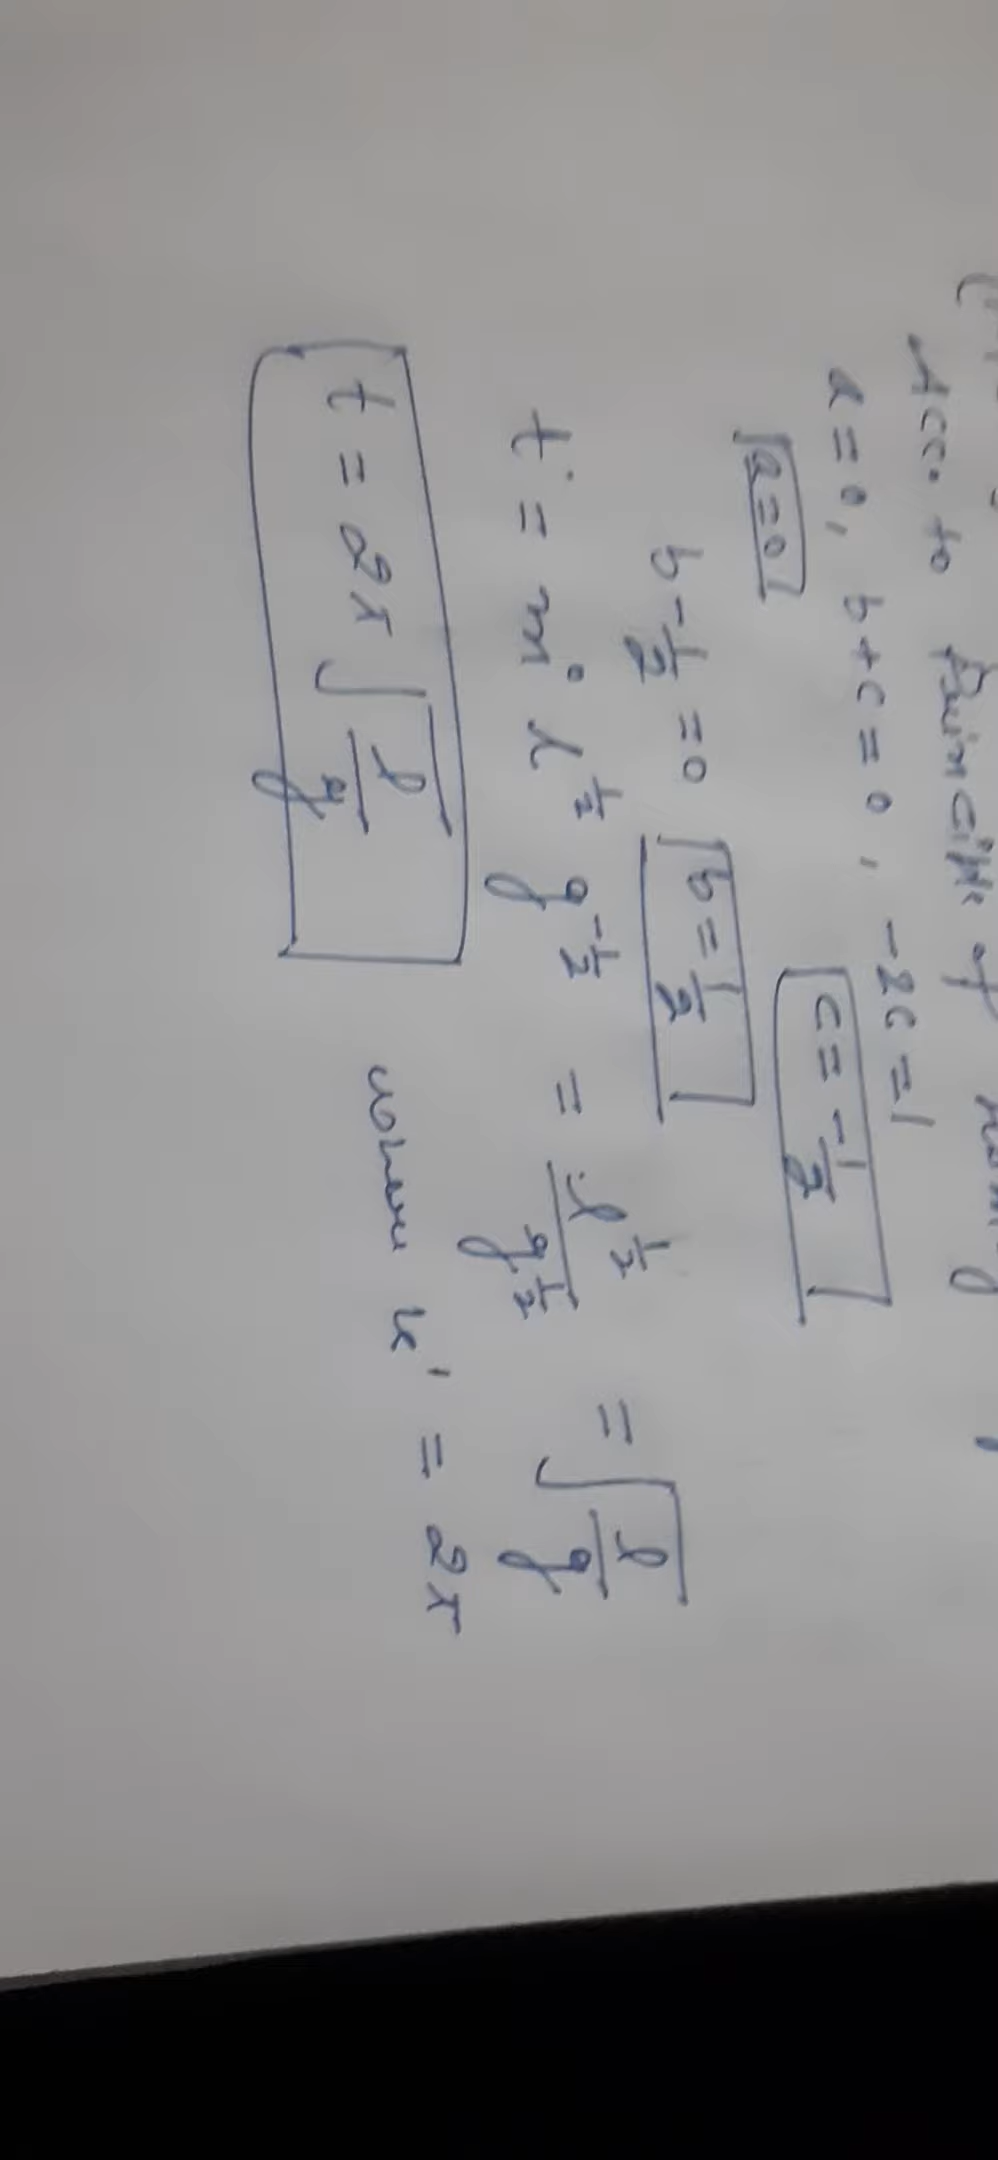 Acc. to Principle of
a = 0, b + c = 0, -2c = 1
a = 0
c = -1/2
b - 1/2 = 0
b = 1/2
t = m⁰ l^1/2 g^-1/2 = l^1/2 / g^1/2 = √(l/g)
t = 2π √(l/g)
where k' = 2π